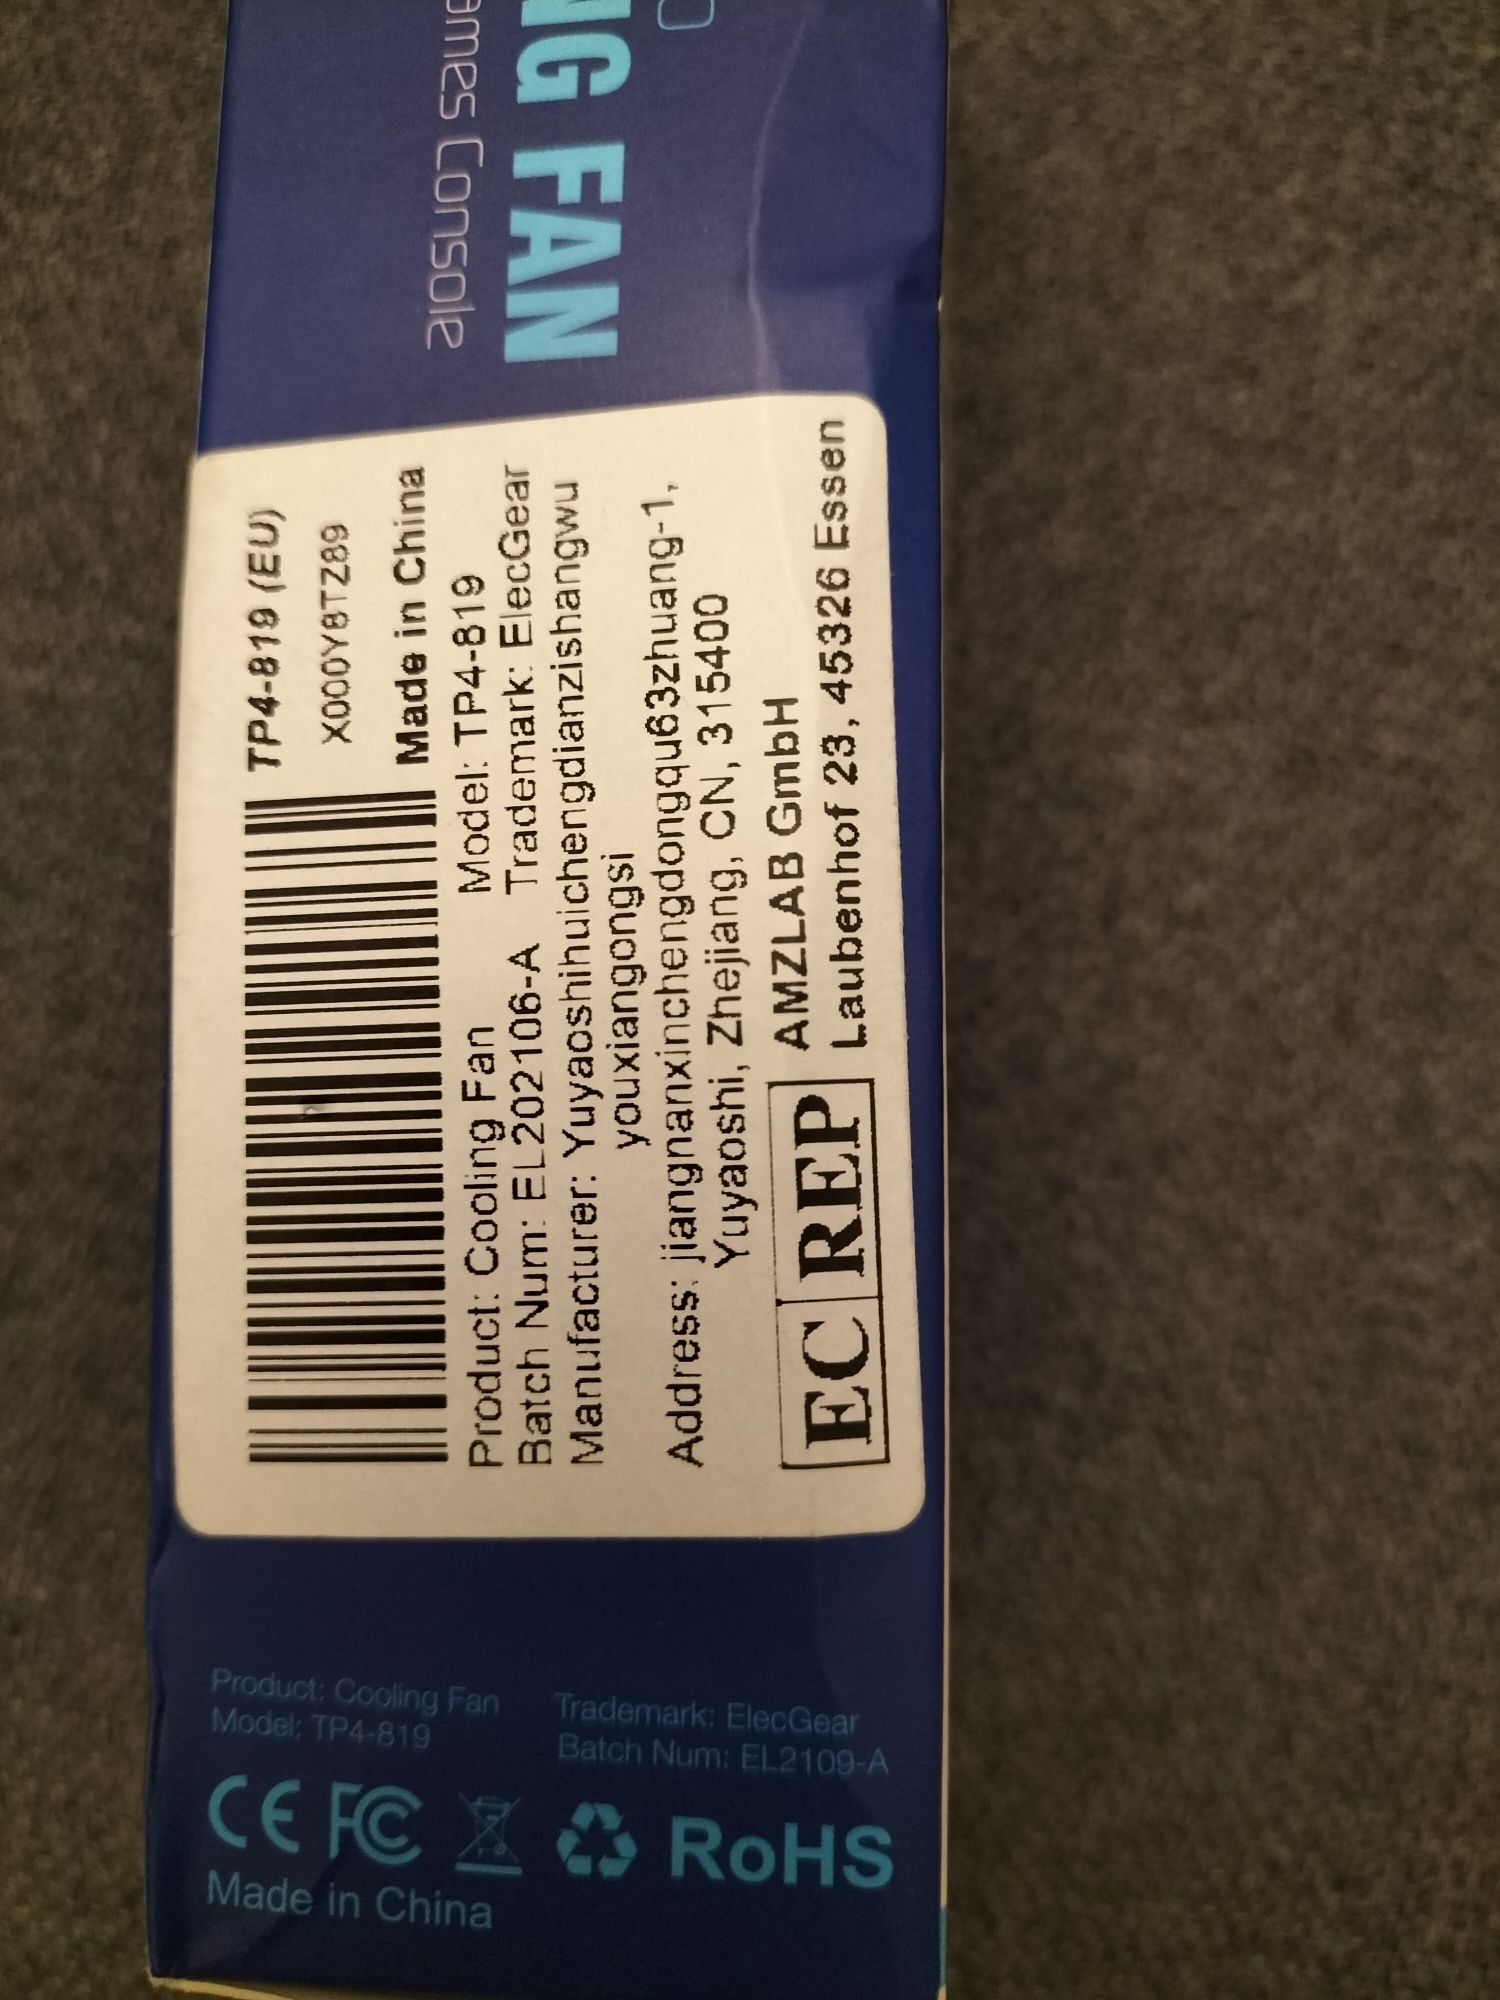 Console
FAN
TP4-819 (EU)
X000Y8TZ89
Made in China
Product: Cooling Fan Model: TP4-819
Batch Num: EL202106-A Trademark: ElecGear
Manufacturer: Yuyaoshihuichengdianzishangwu
youxiangongsi
Address: jiangnanxinchengdongqu63zhuang-1,
Yuyaoshi, Zhejiang, CN, 315400
EC REP AMZLAB GmbH
Laubenhof 23, 45326 Essen
Product: Cooling Fan Trademark: ElecGear
Model: TP4-819 Batch Num: EL2109-A
CE FC RoHS
Made in China